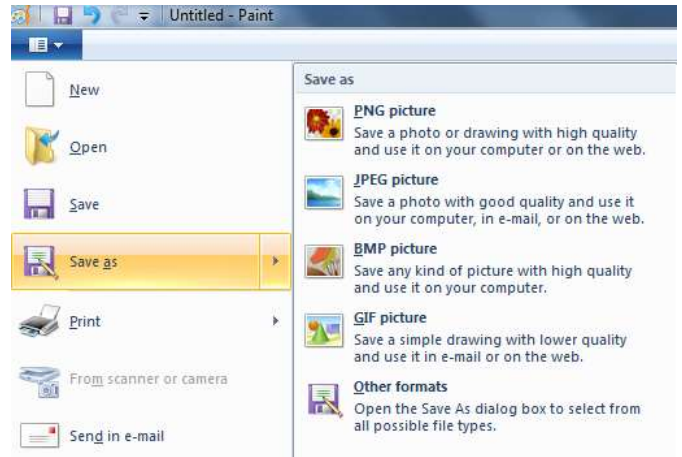 Untitled - Paint
New
Open
Save
Save as
Print
From scanner or camera
Send in e-mail
Save as
PNG picture
Save a photo or drawing with high quality
and use it on your computer or on the web.
JPEG picture
Save a photo with good quality and use it
on your computer, in e-mail, or on the web.
BMP picture
Save any kind of picture with high quality
and use it on your computer.
GIF picture
Save a simple drawing with lower quality
and use it in e-mail or on the web.
Other formats
Open the Save As dialog box to select from
all possible file types.